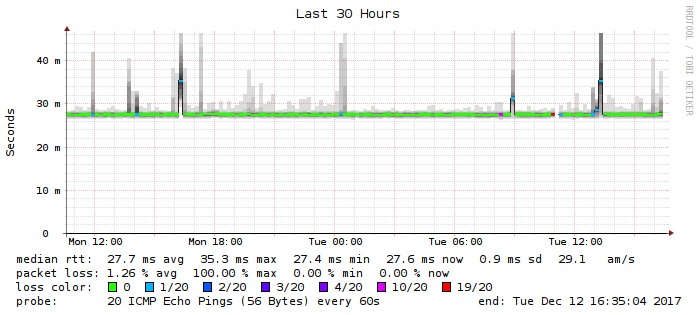 Last 30 Hours
RRDTOOL / TOBI OETIKER
Seconds
40 m
30 m
20 m
10 m
0
Mon 12:00 Mon 18:00 Tue 00:00 Tue 06:00 Tue 12:00
median rtt: 27.7 ms avg 35.3 ms max 27.4 ms min 27.6 ms now 0.9 ms sd 29.1 am/s
packet loss: 1.26 % avg 100.00 % max 0.00 % min 0.00 % now
loss color: 0 1/20 2/20 3/20 4/20 10/20 19/20
probe: 20 ICMP Echo Pings (56 Bytes) every 60s end: Tue Dec 12 16:35:04 2017